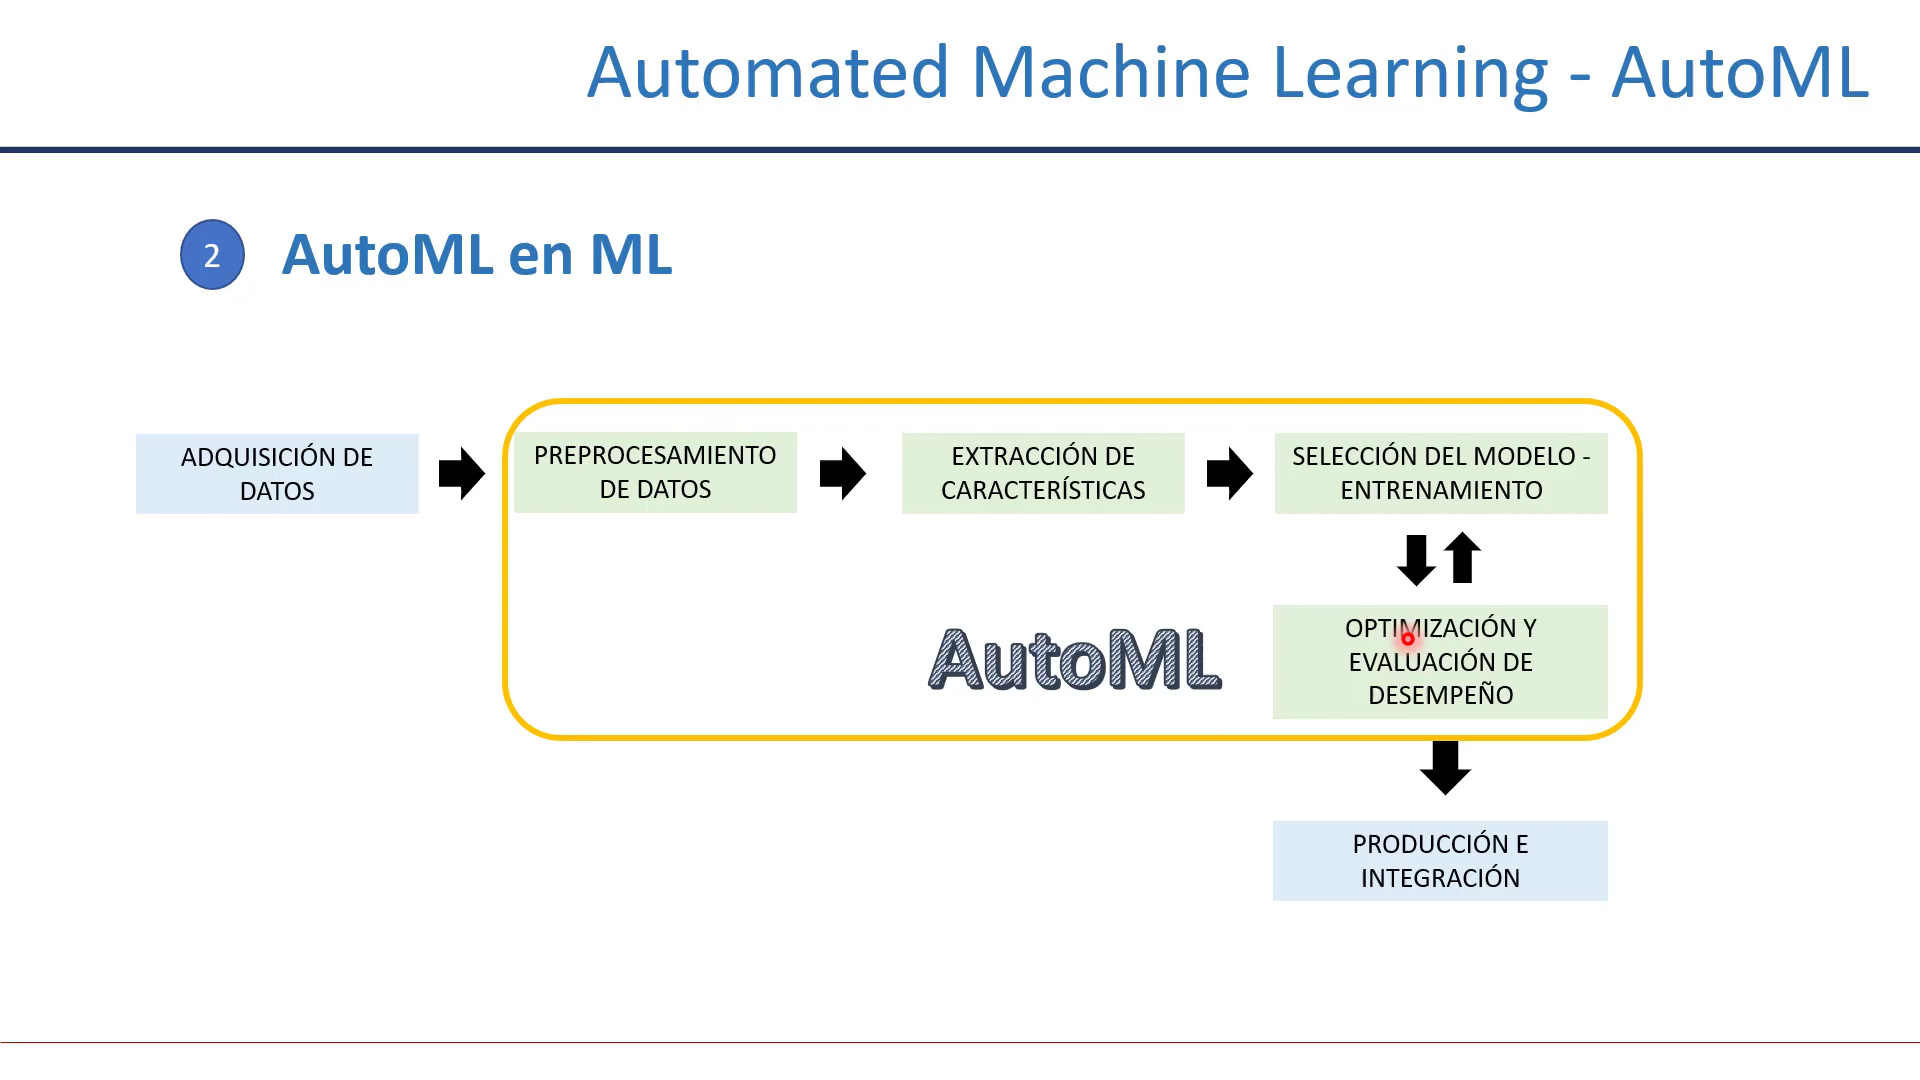 Automated Machine Learning - AutoML
2
AutoML en ML
ADQUISICIÓN DE
DATOS
PREPROCESAMIENTO
DE DATOS
EXTRACCIÓN DE
CARACTERÍSTICAS
SELECCIÓN DEL MODELO -
ENTRENAMIENTO
AutoML
OPTIMIZACIÓN Y
EVALUACIÓN DE
DESEMPEÑO
PRODUCCIÓN E
INTEGRACIÓN